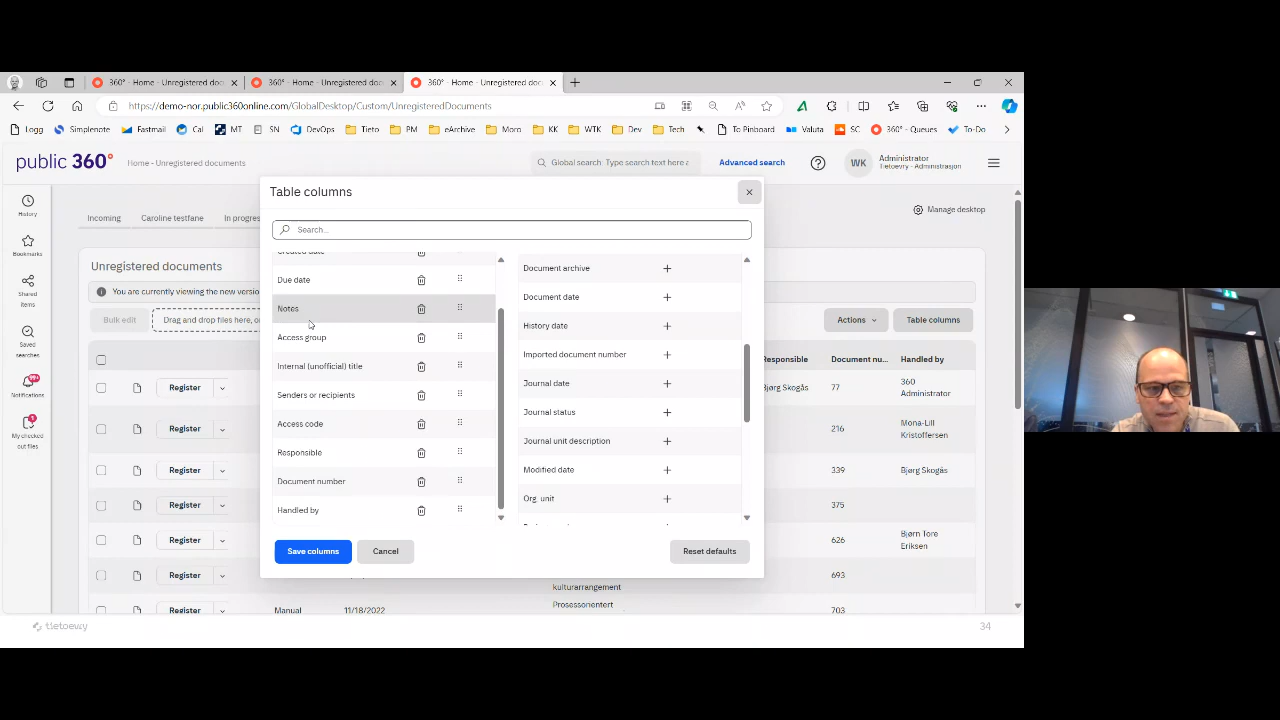 360° - Home - Unregistered doc
360° - Home - Unregistered doc
360° - Home - Unregistered doc
https://demo-nor.public360online.com/GlobalDesktop/Custom/UnregisteredDocuments
Logg
Simplenote
Fastmail
Cal
MT
SN
DevOps
Tieto
PM
eArchive
Moro
KK
WTK
Dev
Tech
To Pinboard
Valuta
SC
360° - Queues
To-Do
public 360°
Home - Unregistered documents
Global search
Type search text here
Advanced search
WK
Administrator
Tietoevry - Administrasjon
History
Bookmarks
Shared
items
Saved
searches
99+
Notifications
My checked
out files
Incoming
Caroline testfane
In progres
Manage desktop
Unregistered documents
You are currently viewing the new versio
Bulk edit
Drag and drop files here, o
Actions
Table columns
Responsible
Document nu...
Handled by
Register
Bjørg Skogås
77
360
Administrator
Register
216
Mona-Lill
Kristoffersen
Register
339
Bjørg Skogås
Register
375
Register
626
Bjørn Tore
Eriksen
Register
693
kulturarrangement
Register
Manual
11/18/2022
Prosessorientert
703
Table columns
Search...
Created date
Due date
Notes
Access group
Internal (unofficial) title
Senders or recipients
Access code
Responsible
Document number
Handled by
Document archive
Document date
History date
Imported document number
Journal date
Journal status
Journal unit description
Modified date
Org. unit
Save columns
Cancel
Reset defaults
tietoevry
34